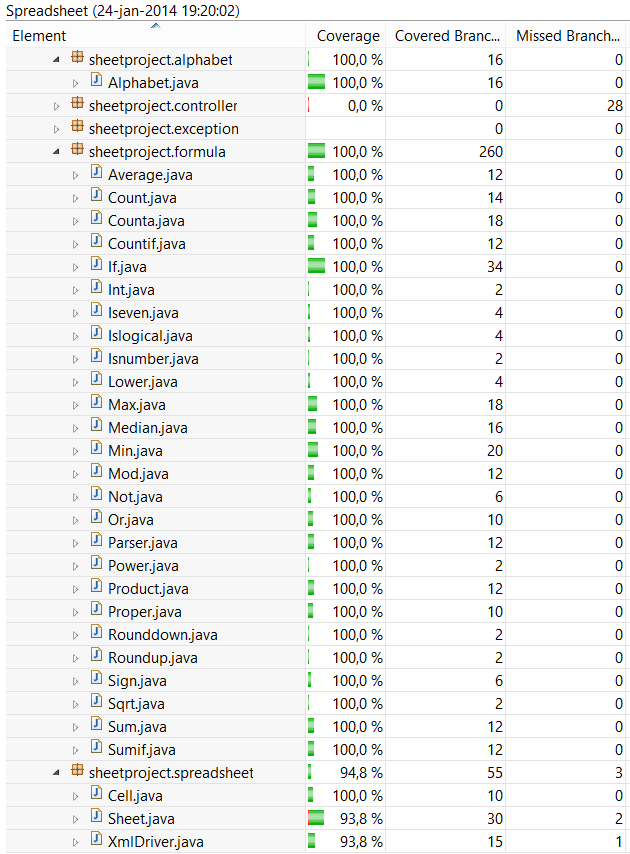 Spreadsheet (24-jan-2014 19:20:02)
Element Coverage Covered Branc... Missed Branch...
sheetproject.alphabet 100,0 % 16 0
Alphabet.java 100,0 % 16 0
sheetproject.controller 0,0 % 0 28
sheetproject.exception 0 0
sheetproject.formula 100,0 % 260 0
Average.java 100,0 % 12 0
Count.java 100,0 % 14 0
Counta.java 100,0 % 18 0
Countif.java 100,0 % 12 0
If.java 100,0 % 34 0
Int.java 100,0 % 2 0
Iseven.java 100,0 % 4 0
Islogical.java 100,0 % 4 0
Isnumber.java 100,0 % 2 0
Lower.java 100,0 % 4 0
Max.java 100,0 % 18 0
Median.java 100,0 % 16 0
Min.java 100,0 % 20 0
Mod.java 100,0 % 12 0
Not.java 100,0 % 6 0
Or.java 100,0 % 10 0
Parser.java 100,0 % 12 0
Power.java 100,0 % 2 0
Product.java 100,0 % 12 0
Proper.java 100,0 % 10 0
Rounddown.java 100,0 % 2 0
Roundup.java 100,0 % 2 0
Sign.java 100,0 % 6 0
Sqrt.java 100,0 % 2 0
Sum.java 100,0 % 12 0
Sumif.java 100,0 % 12 0
sheetproject.spreadsheet 94,8 % 55 3
Cell.java 100,0 % 10 0
Sheet.java 93,8 % 30 2
XmlDriver.java 93,8 % 15 1